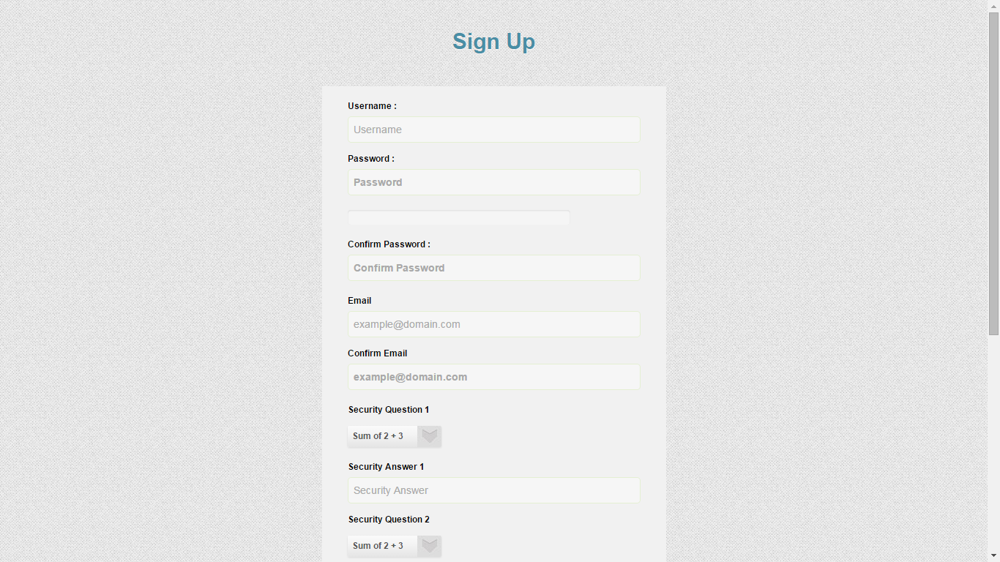 Sign Up
Username :
Username
Password :
Password
Confirm Password :
Confirm Password
Email
example@domain.com
Confirm Email
example@domain.com
Security Question 1
Sum of 2 + 3
Security Answer 1
Security Answer
Security Question 2
Sum of 2 + 3